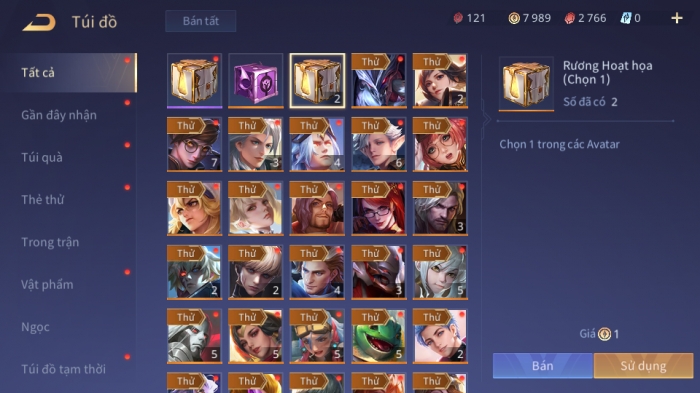 Túi đồ
Bán tất
121
7 989
2 766
0
Tất cả
Gần đây nhận
Túi quà
Thẻ thử
Trong trận
Vật phẩm
Ngọc
Túi đồ tạm thời
2
Thử
Thử
2
Thử
7
Thử
3
Thử
4
Thử
6
Thử
Thử
Thử
Thử
Thử
Thử
3
Thử
2
Thử
2
Thử
4
Thử
3
Thử
5
Thử
5
Thử
5
Thử
2
Thử
5
Thử
2
Thử
Thử
Thử
Thử
Thử
Rương Hoạt họa
(Chọn 1)
Số đã có 2
Chọn 1 trong các Avatar
Giá 1
Bán
Sử dụng